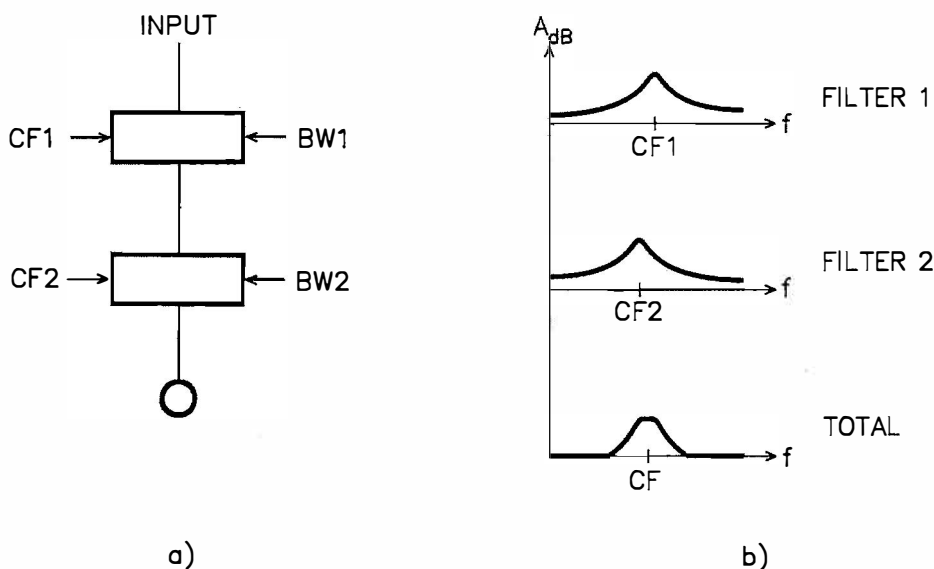 INPUT
CF1
BW1
CF2
BW2
a)
AdB
f
CF1
FILTER 1
f
CF2
FILTER 2
f
CF
TOTAL
b)